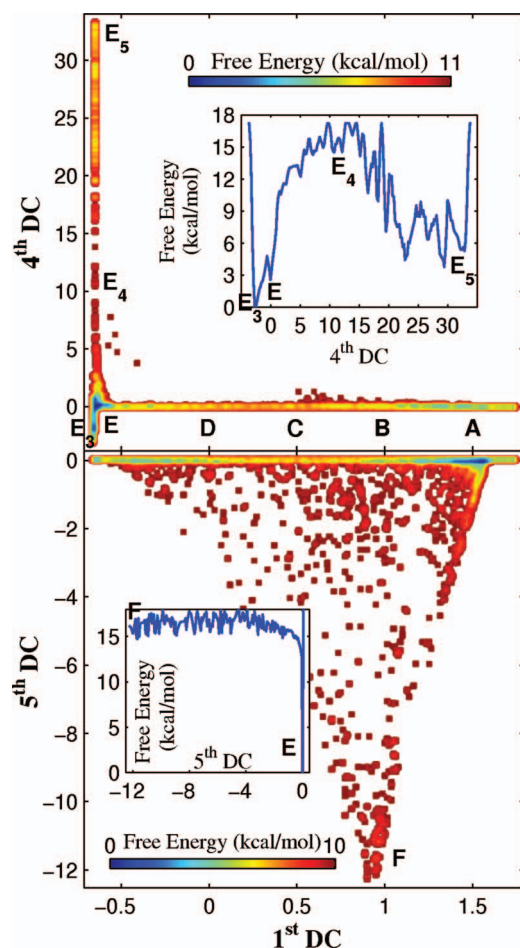 E5
0 Free Energy (kcal/mol) 11
30
25
20
15
10
5
0
4th DC
18
15
12
9
6
3
0
Free Energy
(kcal/mol)
E4
E3 E
E5
0 5 10 15 20 25 30
4th DC
E4
E3 E D C B A
0
−2
−4
−6
−8
−10
−12
5th DC
F
15
10
5
0
Free Energy
(kcal/mol)
E
5th DC
−12 −8 −4 0
0 Free Energy (kcal/mol) 10
F
−0.5 0 0.5 1 1.5
1st DC